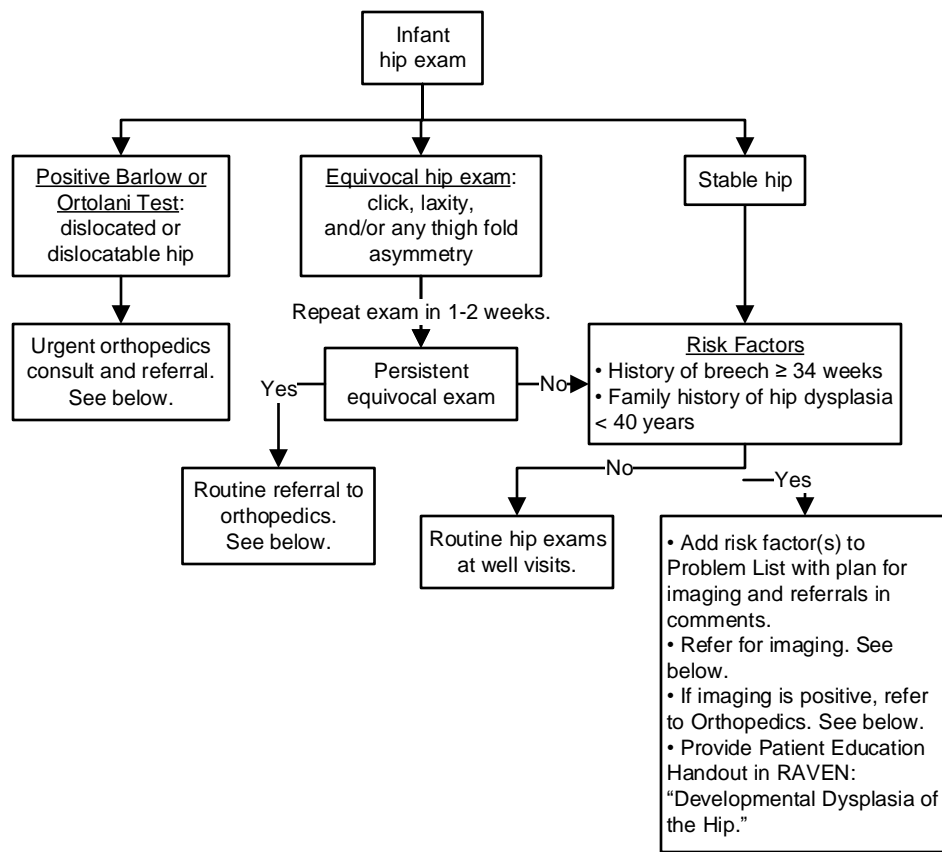 Infant
hip exam
Positive Barlow or
Ortolani Test:
dislocated or
dislocatable hip
Equivocal hip exam:
click, laxity,
and/or any thigh fold
asymmetry
Stable hip
Repeat exam in 1-2 weeks.
Urgent orthopedics
consult and referral.
See below.
Yes
Persistent
equivocal exam
No
Risk Factors
• History of breech ≥ 34 weeks
• Family history of hip dysplasia
< 40 years
No
Yes
Routine referral to
orthopedics.
See below.
Routine hip exams
at well visits.
• Add risk factor(s) to
Problem List with plan for
imaging and referrals in
comments.
• Refer for imaging. See
below.
• If imaging is positive, refer
to Orthopedics. See below.
• Provide Patient Education
Handout in RAVEN:
“Developmental Dysplasia of
the Hip.”